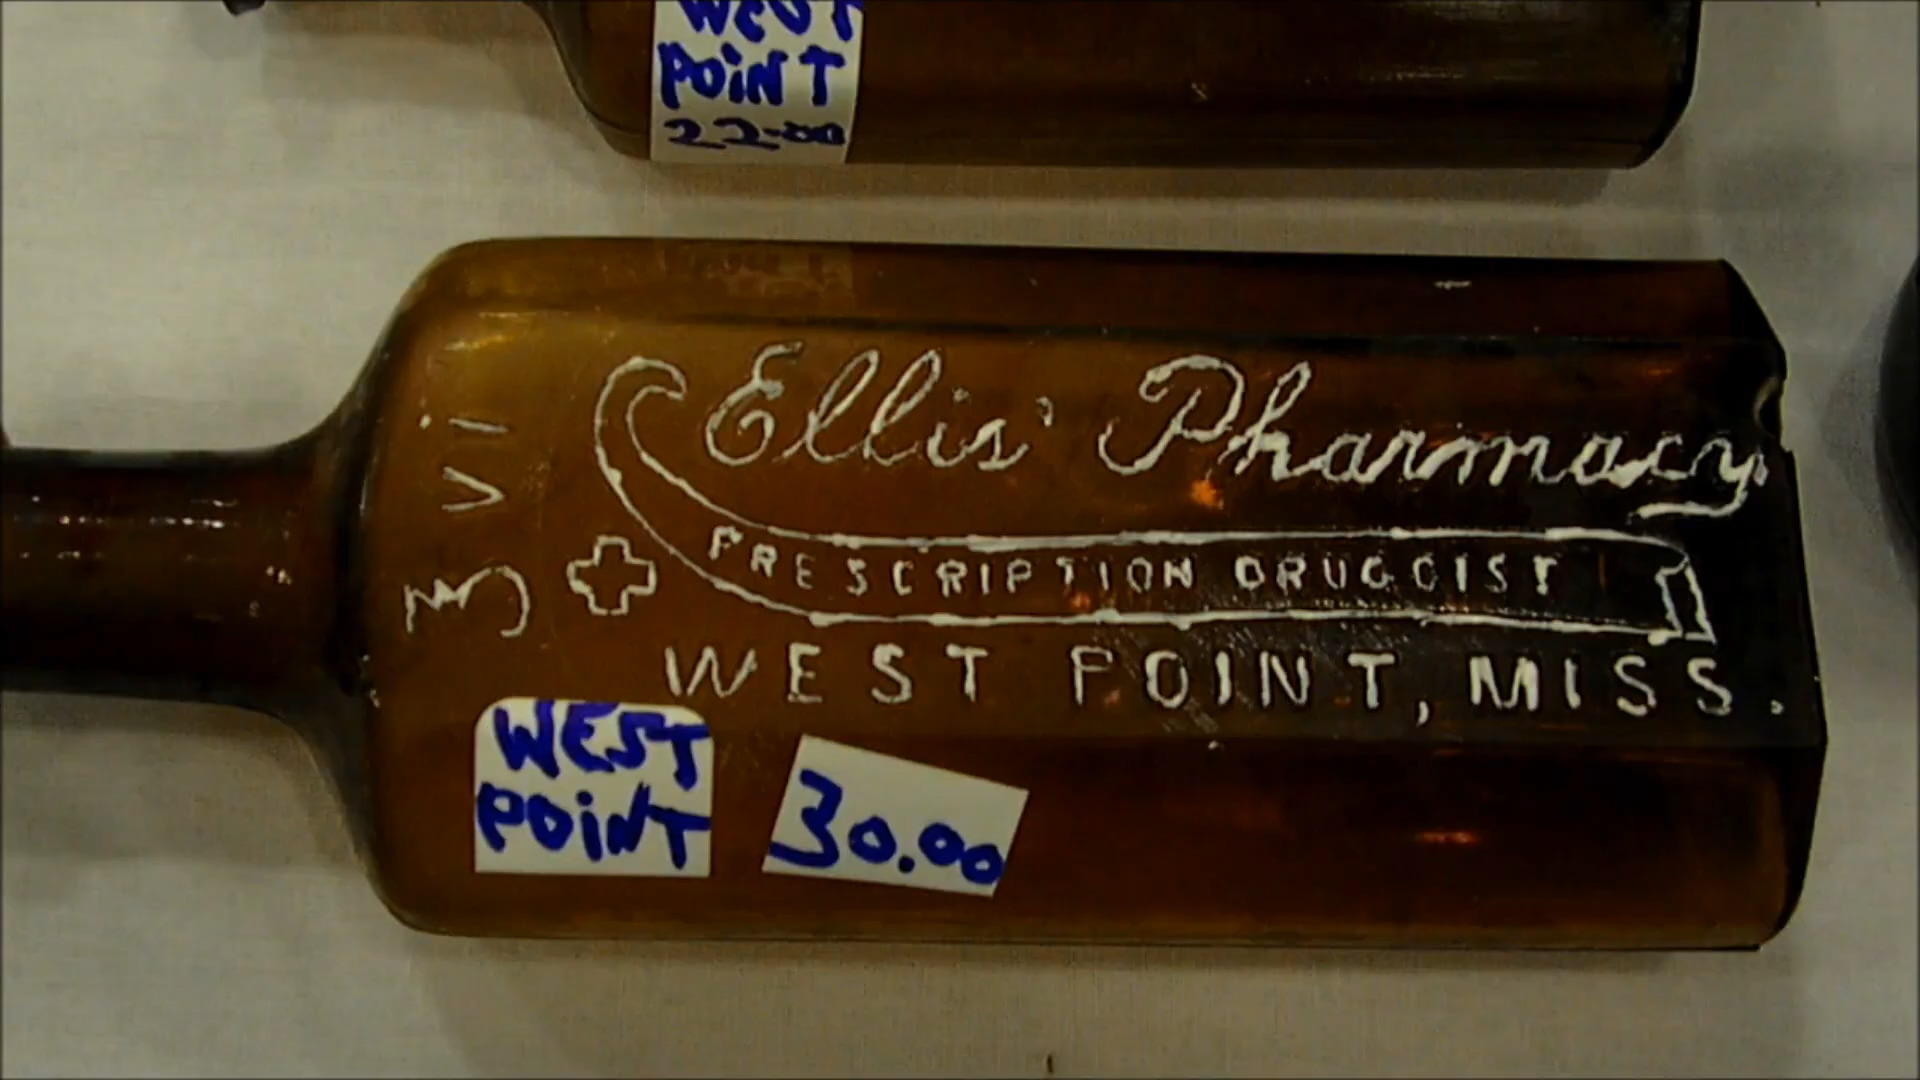 WEST
POINT
22.00
Ellis' Pharmacy.
PRESCRIPTION DRUGGIST
WEST POINT, MISS.
℥ vi
WEST
POINT
30.00